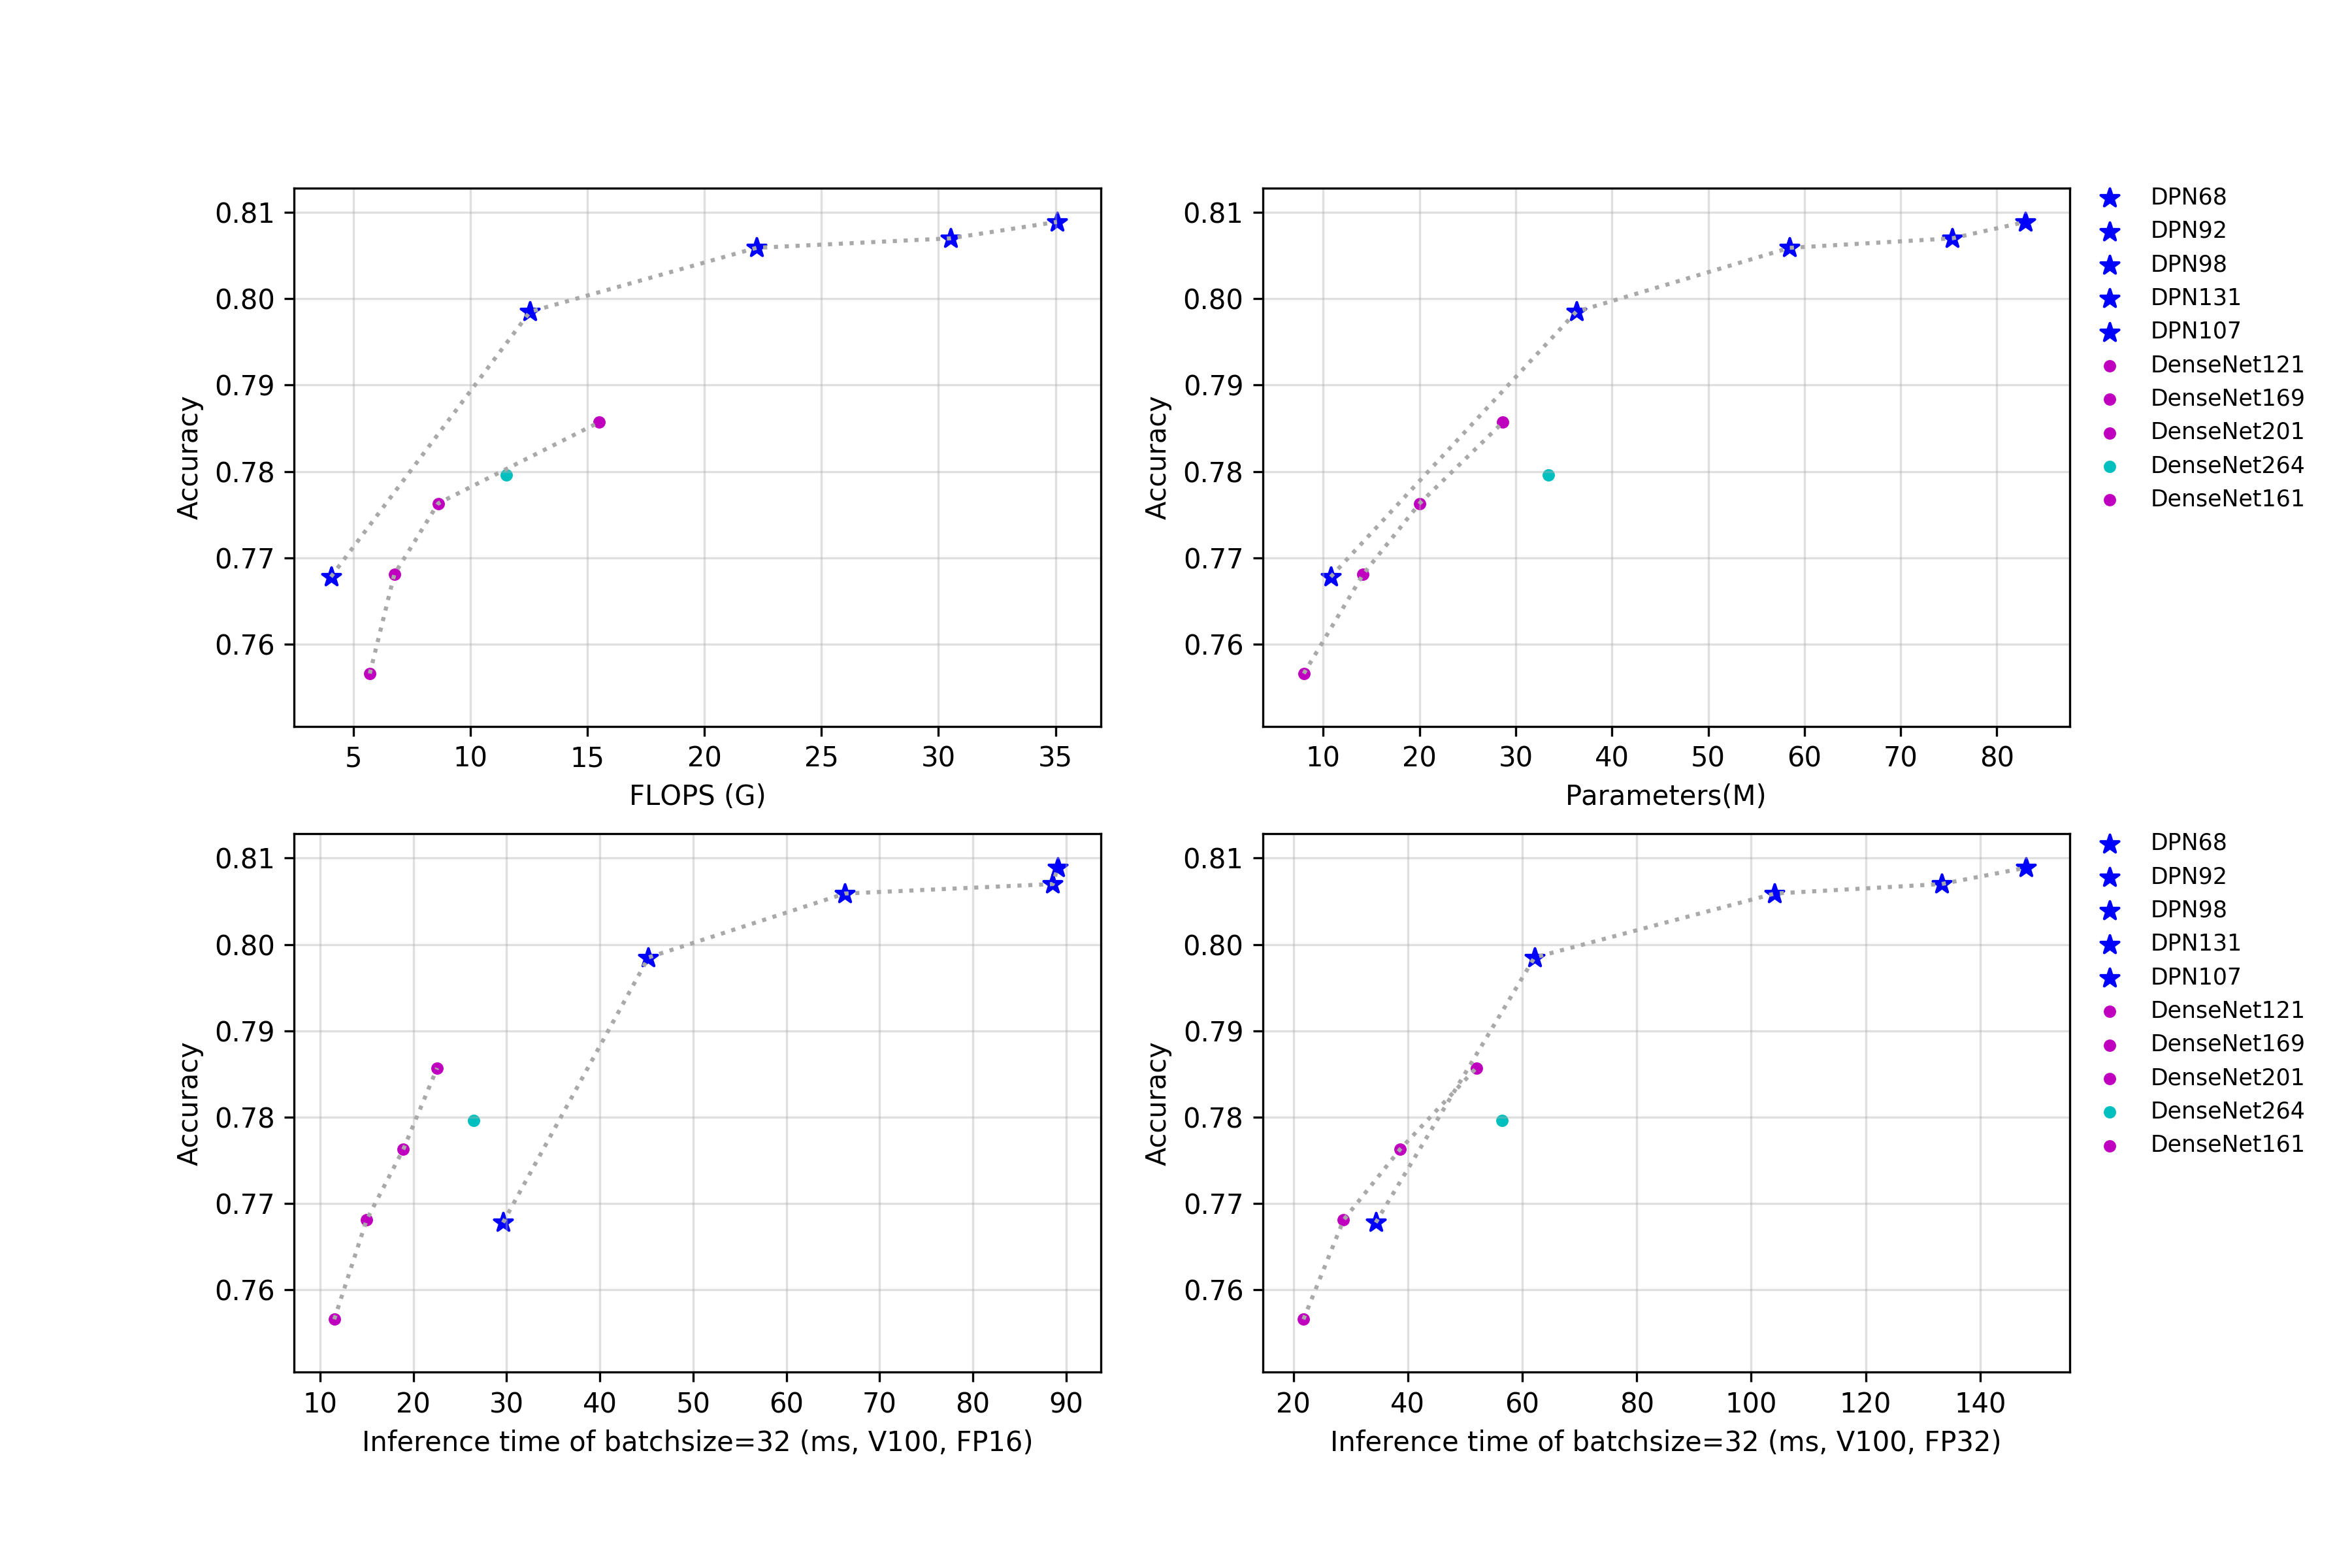 0.81
0.80
0.79
0.78
0.77
0.76
Accuracy
5 10 15 20 25 30 35
FLOPS (G)
0.81
0.80
0.79
0.78
0.77
0.76
Accuracy
10 20 30 40 50 60 70 80
Parameters(M)
DPN68
DPN92
DPN98
DPN131
DPN107
DenseNet121
DenseNet169
DenseNet201
DenseNet264
DenseNet161
0.81
0.80
0.79
0.78
0.77
0.76
Accuracy
10 20 30 40 50 60 70 80 90
Inference time of batchsize=32 (ms, V100, FP16)
0.81
0.80
0.79
0.78
0.77
0.76
Accuracy
20 40 60 80 100 120 140
Inference time of batchsize=32 (ms, V100, FP32)
DPN68
DPN92
DPN98
DPN131
DPN107
DenseNet121
DenseNet169
DenseNet201
DenseNet264
DenseNet161